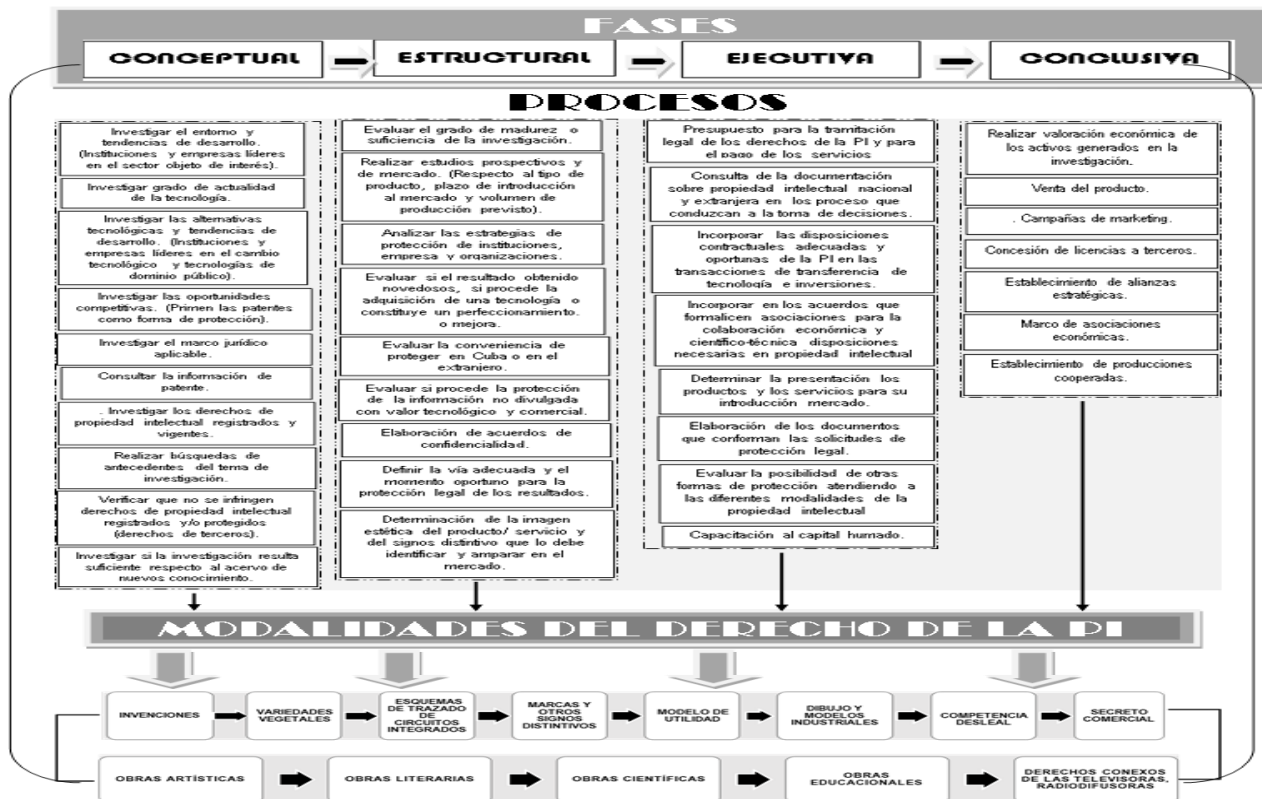 FASES
CONCEPTUAL
ESTRUCTURAL
EJECUTIVA
CONCLUSIVA
PROCESOS
Investigar el entorno y
tendencias de desarrollo.
(Instituciones y empresas líderes
en el sector objeto de interés).
Investigar grado de actualidad
de la tecnología.
Investigar las alternativas
tecnológicas y tendencias de
desarrollo. (Instituciones y
empresas líderes en el cambio
tecnológico y tecnologías de
dominio público).
Investigar las oportunidades
competitivas. (Primen las patentes
como forma de protección).
Investigar el marco jurídico
aplicable.
Consultar la información de
patente.
. Investigar los derechos de
propiedad intelectual registrados y
vigentes.
Realizar búsquedas de
antecedentes del tema de
investigación.
Verificar que no se infringen
derechos de propiedad intelectual
registrados y/o protegidos
(derechos de terceros).
Investigar si la investigación resulta
suficiente respecto al acervo de
nuevos conocimiento.
Evaluar el grado de madurez o
suficiencia de la investigación.
Realizar estudios prospectivos y
de mercado. (Respecto al tipo de
producto, plazo de introducción
al mercado y volumen de
producción previsto).
Analizar las estrategias de
protección de instituciones,
empresa y organizaciones.
Evaluar si el resultado obtenido
novedosos, si procede la
adquisición de una tecnología o
constituye un perfeccionamiento.
o mejora.
Evaluar la conveniencia de
proteger en Cuba o en el
extranjero.
Evaluar si procede la protección
de la información no divulgada
con valor tecnológico y comercial.
Elaboración de acuerdos de
confidencialidad.
Definir la vía adecuada y el
momento oportuno para la
protección legal de los resultados.
Determinación de la imagen
estética del producto/ servicio y
del signos distintivo que lo debe
identificar y amparar en el
mercado.
Presupuesto para la tramitación
legal de los derechos de la PI y para
el pago de los servicios
Consulta de la documentación
sobre propiedad intelectual nacional
y extranjera en los proceso que
conduzcan a la toma de decisiones.
Incorporar las disposiciones
contractuales adecuadas y
oportunas de la PI en las
transacciones de transferencia de
tecnología e inversiones.
Incorporar en los acuerdos que
formalicen asociaciones para la
colaboración económica y
científico-técnica disposiciones
necesarias en propiedad intelectual
Determinar la presentación los
productos y los servicios para su
introducción mercado.
Elaboración de los documentos
que conforman las solicitudes de
protección legal.
Evaluar la posibilidad de otras
formas de protección atendiendo a
las diferentes modalidades de la
propiedad intelectual
Capacitación al capital humado.
Realizar valoración económica de
los activos generados en la
investigación.
Venta del producto.
. Campañas de marketing.
Concesión de licencias a terceros.
Establecimiento de alianzas
estratégicas.
Marco de asociaciones
económicas.
Establecimiento de producciones
cooperadas.
MODALIDADES DEL DERECHO DE LA PI
INVENCIONES
VARIEDADES
VEGETALES
ESQUEMAS
DE TRAZADO
DE
CIRCUITOS
INTEGRADOS
MARCAS Y
OTROS
SIGNOS
DISTINTIVOS
MODELO DE
UTILIDAD
DIBUJO Y
MODELOS
INDUSTRIALES
COMPETENCIA
DESLEAL
SECRETO
COMERCIAL
OBRAS ARTÍSTICAS
OBRAS LITERARIAS
OBRAS CIENTÍFICAS
OBRAS
EDUCACIONALES
DERECHOS CONEXOS
DE LAS TELEVISORAS,
RADIODIFUSORAS